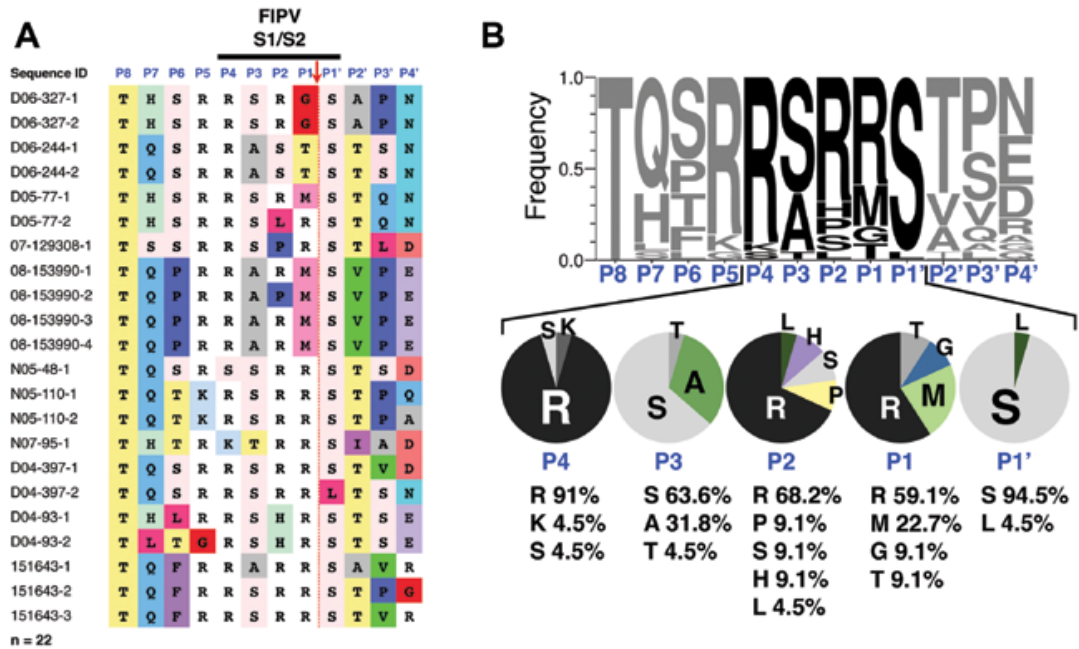 A
FIPV
S1/S2
Sequence ID P8 P7 P6 P5 P4 P3 P2 P1 P1' P2' P3' P4'
D06-327-1 T H S R R S R G S A P N
D06-327-2 T H S R R S R G S A P N
D06-244-1 T Q S R R A S T S T S N
D06-244-2 T Q S R R A S T S T S N
D05-77-1 T H S R R S R M S T Q N
D05-77-2 T H S R R S L R S T Q N
07-129308-1 T S S R R S P R S T L D
08-153990-1 T Q P R R A R M S V P E
08-153990-2 T Q P R R A P M S V P E
08-153990-3 T Q P R R A R M S V P E
08-153990-4 T Q P R R A R M S V P E
N05-48-1 T Q S R S S R R S T S D
N05-110-1 T Q T K R S R R S T P Q
N05-110-2 T Q T K R S R R S T P A
N07-95-1 T H T R K T R R S I A D
D04-397-1 T Q S R R S R R S T V D
D04-397-2 T Q S R R S R R L T S N
D04-93-1 T H L R R S H R S T S E
D04-93-2 T L T G R S H R S T S E
151643-1 T Q F R R A R R S A V R
151643-2 T Q F R R S R R S T P G
151643-3 T Q F R R S R R S T V R
n = 22
B
Frequency
1.0
0.5
0.0
T Q S R R S R R S T P N
H P K K A H M L V S E
S T S T P G A V D
L F S T Q A
P8 P7 P6 P5 P4 P3 P2 P1 P1' P2' P3' P4'
S K R
T A S
L H S P R
T G M R
L S
P4 P3 P2 P1 P1'
R 91% S 63.6% R 68.2% R 59.1% S 94.5%
K 4.5% A 31.8% P 9.1% M 22.7% L 4.5%
S 4.5% T 4.5% S 9.1% G 9.1%
H 9.1% T 9.1%
L 4.5%